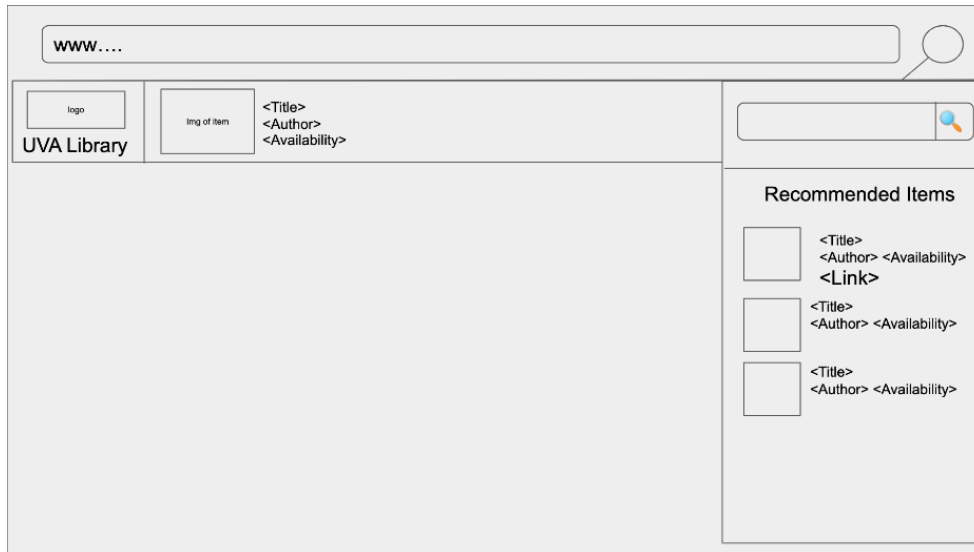 www....
logo
UVA Library
Img of item
<Title>
<Author>
<Availability>
Recommended Items
<Title>
<Author> <Availability>
<Link>
<Title>
<Author> <Availability>
<Title>
<Author> <Availability>